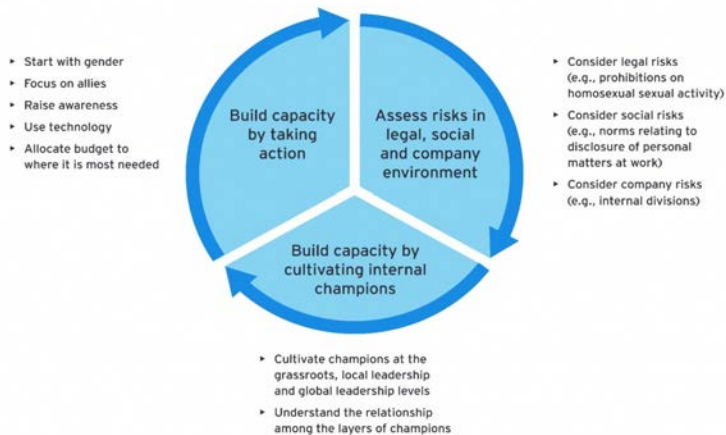 ▸ Start with gender
▸ Focus on allies
▸ Raise awareness
▸ Use technology
▸ Allocate budget to
where it is most needed
Build capacity
by taking
action
Assess risks in
legal, social
and company
environment
▸ Consider legal risks
(e.g., prohibitions on
homosexual sexual activity)
▸ Consider social risks
(e.g., norms relating to
disclosure of personal
matters at work)
▸ Consider company risks
(e.g., internal divisions)
Build capacity by
cultivating internal
champions
▸ Cultivate champions at the
grassroots, local leadership
and global leadership levels
▸ Understand the relationship
among the layers of champions